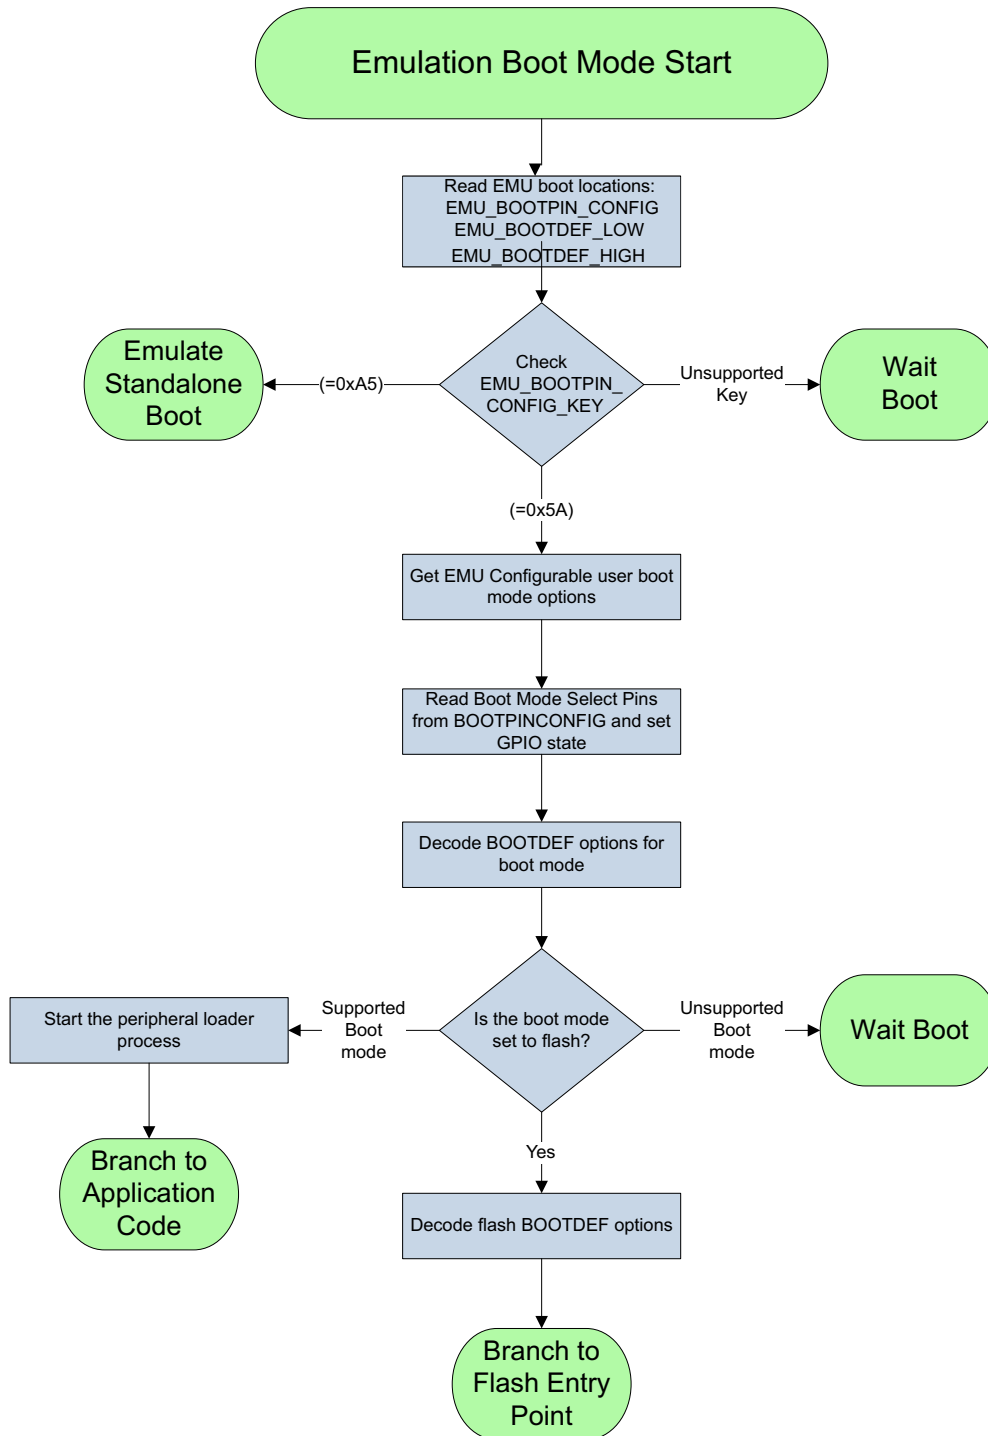 Emulation Boot Mode Start
Read EMU boot locations:
EMU_BOOTPIN_CONFIG
EMU_BOOTDEF_LOW
EMU_BOOTDEF_HIGH
Emulate
Standalone
Boot
(=0xA5)
Check
EMU_BOOTPIN_
CONFIG_KEY
Unsupported
Key
Wait
Boot
(=0x5A)
Get EMU Configurable user boot
mode options
Read Boot Mode Select Pins
from BOOTPINCONFIG and set
GPIO state
Decode BOOTDEF options for
boot mode
Start the peripheral loader
process
Supported
Boot
mode
Is the boot mode
set to flash?
Unsupported
Boot
mode
Wait Boot
Branch to
Application
Code
Yes
Decode flash BOOTDEF options
Branch to
Flash Entry
Point